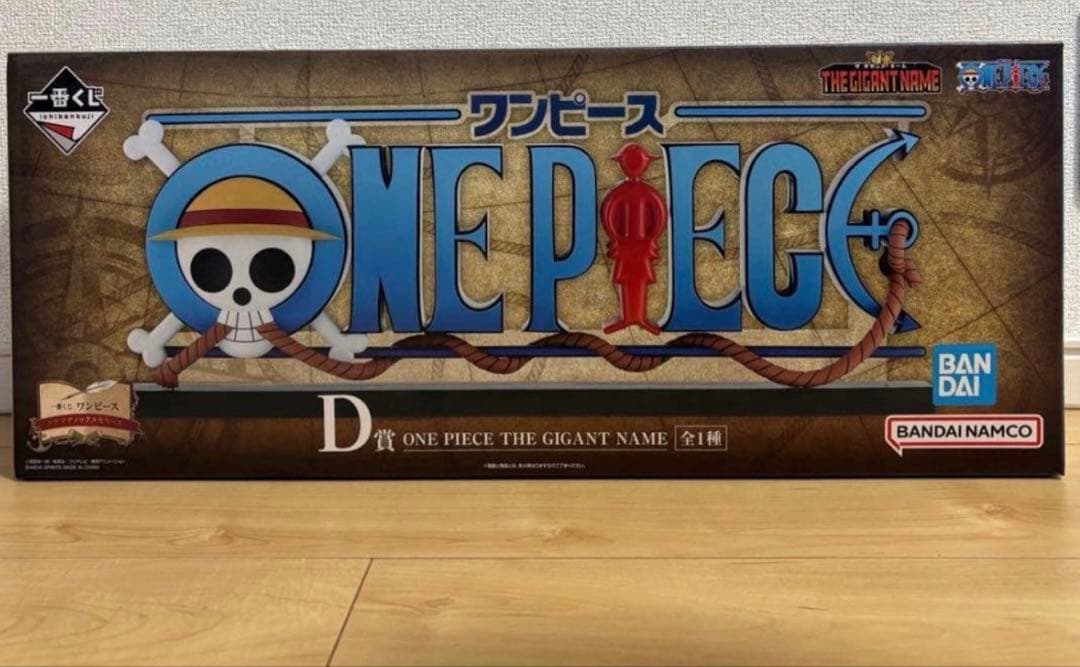 一番くじ
ichibankuji
THE GIGANT NAME
ONE PIECE
ワンピース
ONE PIECE
BAN
DAI
一番くじ ワンピース
D賞 ONE PIECE THE GIGANT NAME 全1種
BANDAI NAMCO